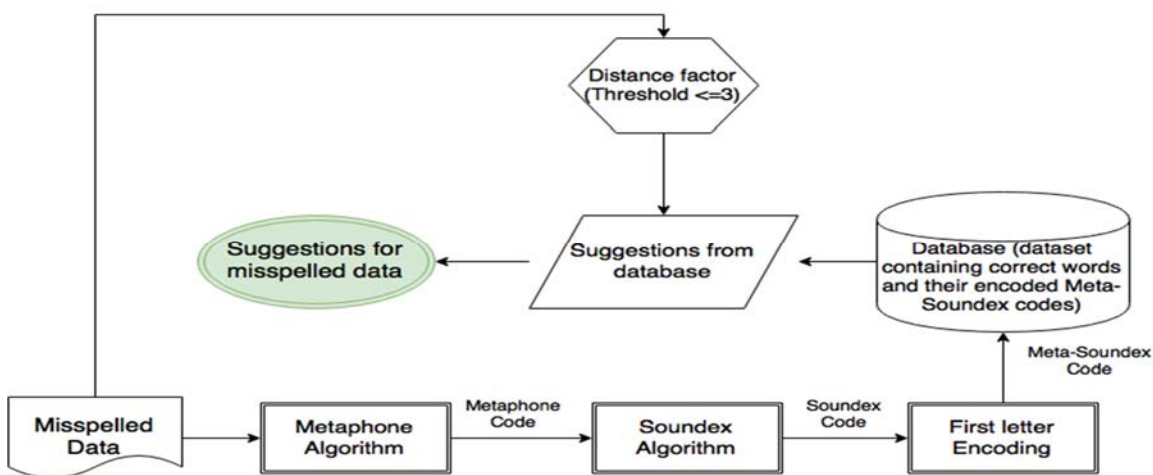 Distance factor
(Threshold <=3)
Suggestions for
misspelled data
Suggestions from
database
Database (dataset
containing correct words
and their encoded Meta-
Soundex codes)
Meta-Soundex
Code
Misspelled
Data
Metaphone
Algorithm
Metaphone
Code
Soundex
Algorithm
Soundex
Code
First letter
Encoding